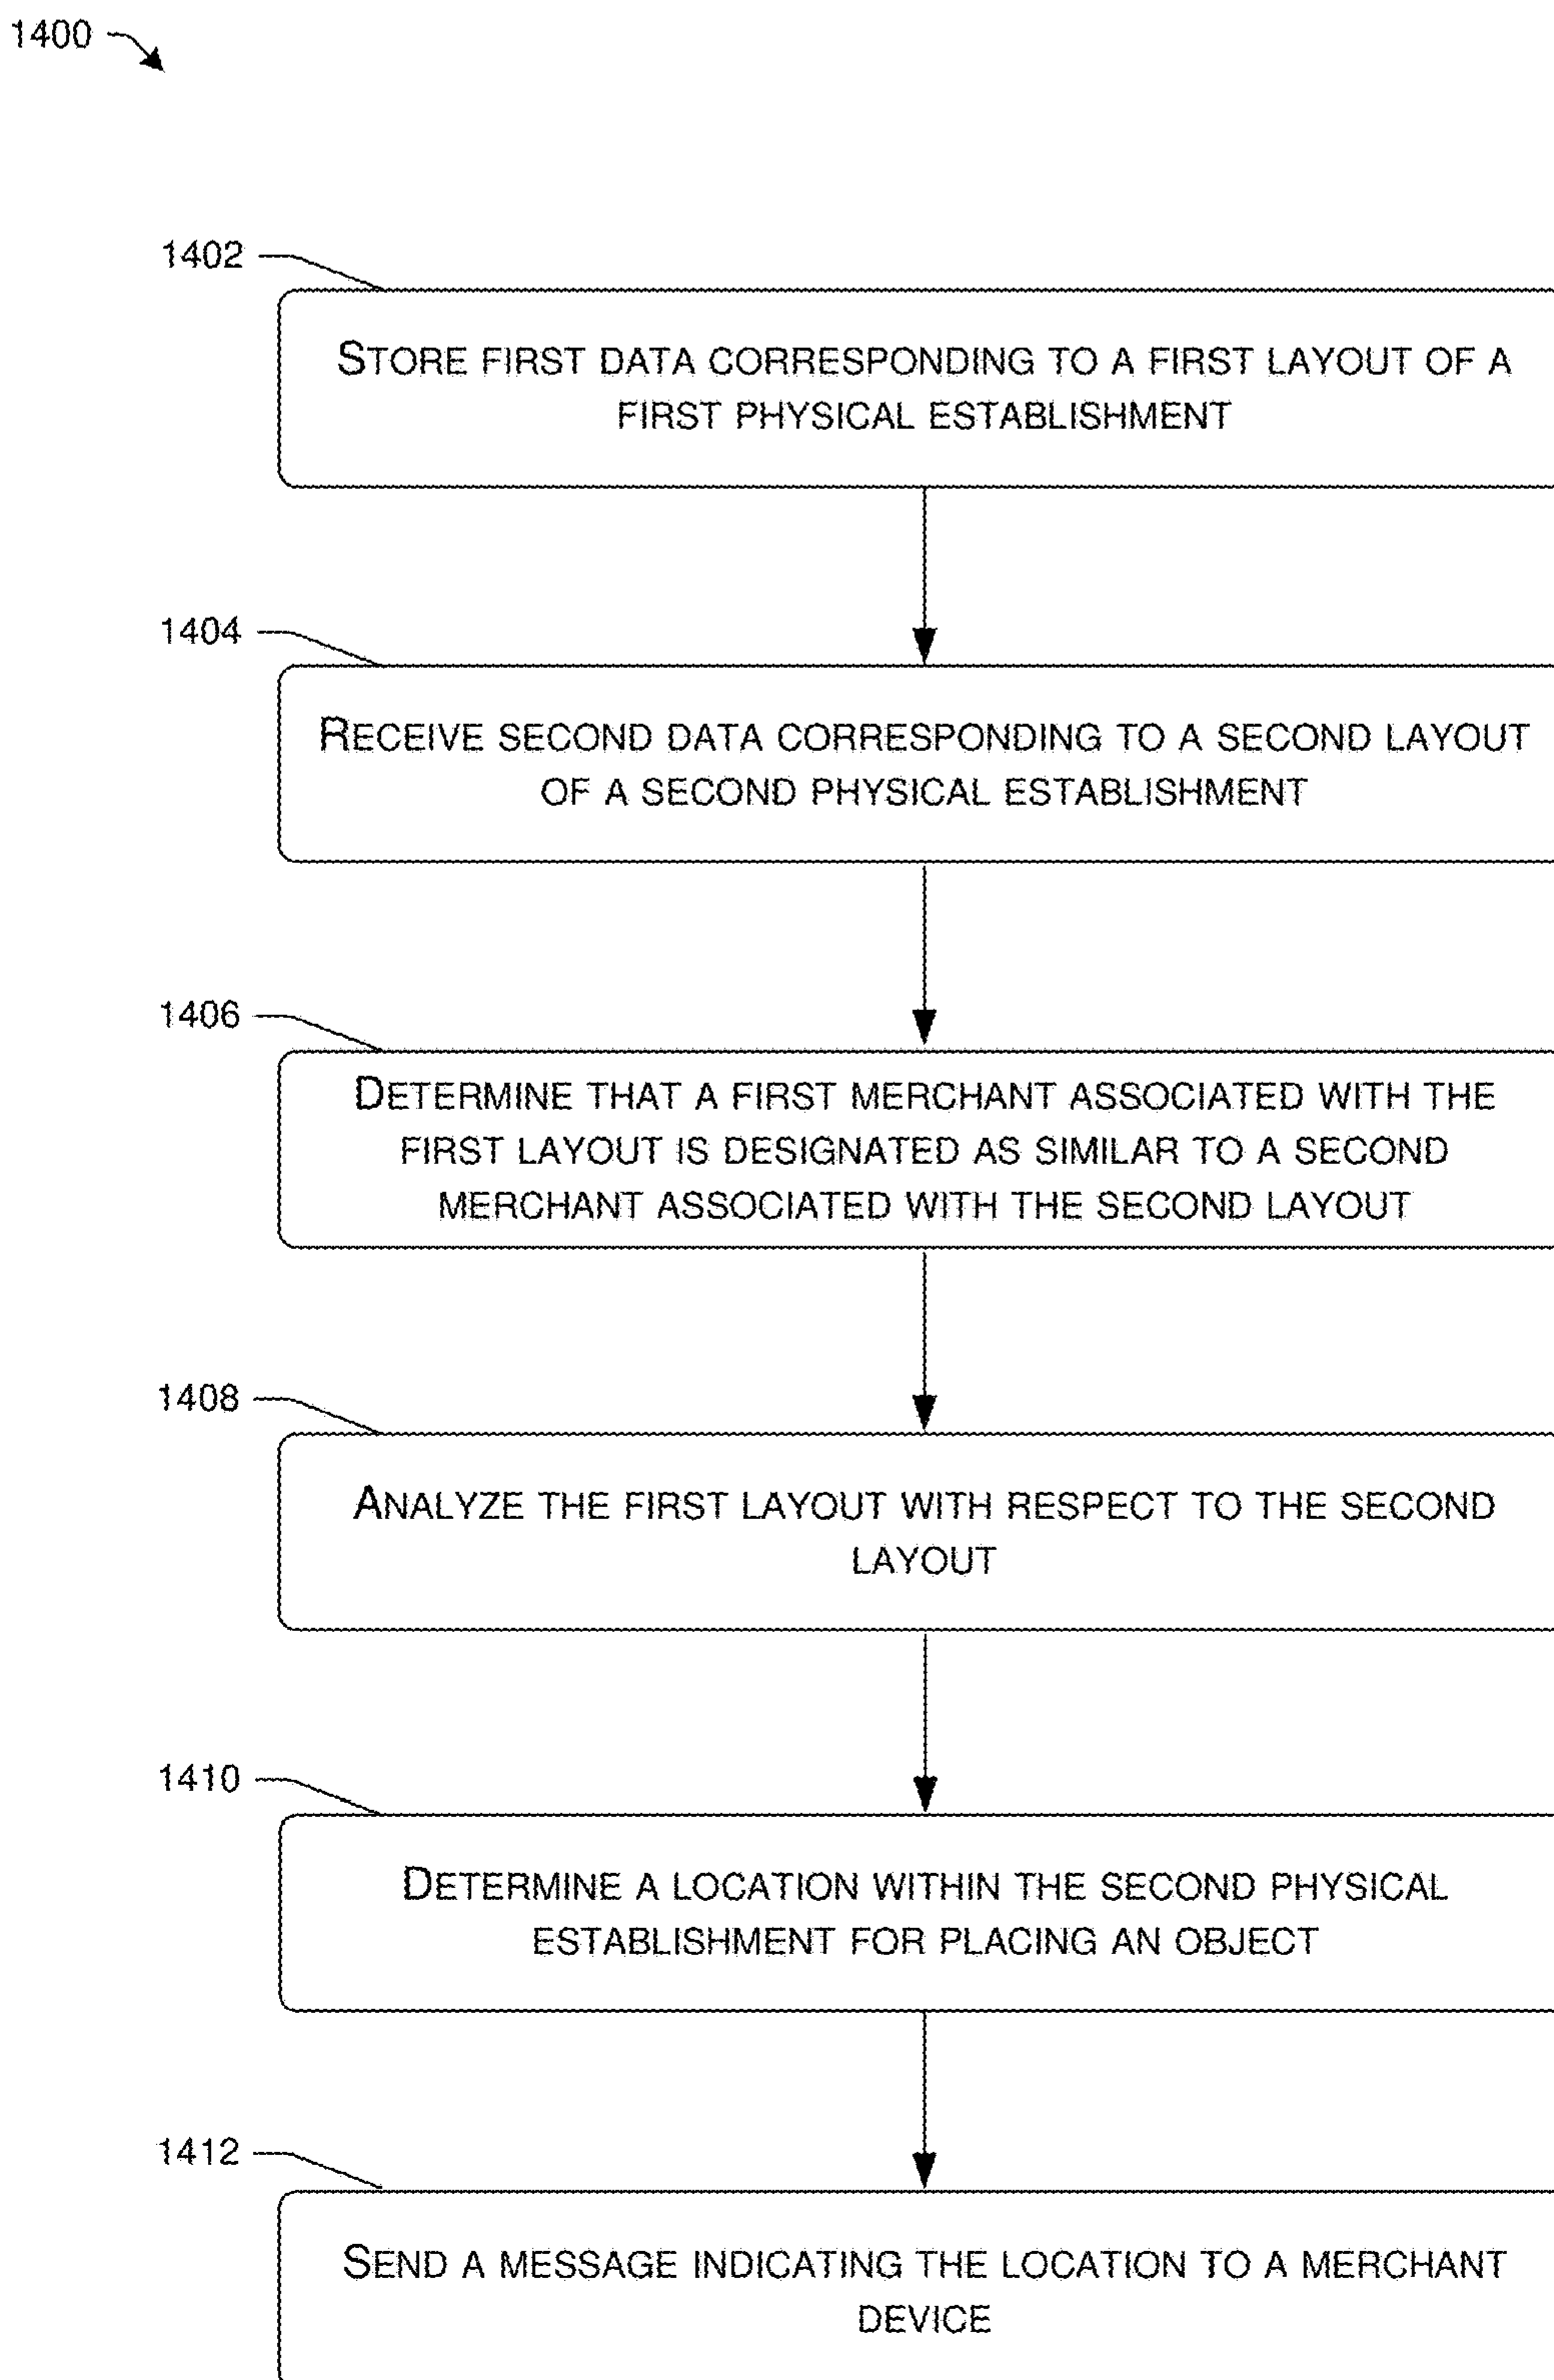 1400
1402
STORE FIRST DATA CORRESPONDING TO A FIRST LAYOUT OF A
FIRST PHYSICAL ESTABLISHMENT
1404
RECEIVE SECOND DATA CORRESPONDING TO A SECOND LAYOUT
OF A SECOND PHYSICAL ESTABLISHMENT
1406
DETERMINE THAT A FIRST MERCHANT ASSOCIATED WITH THE
FIRST LAYOUT IS DESIGNATED AS SIMILAR TO A SECOND
MERCHANT ASSOCIATED WITH THE SECOND LAYOUT
1408
ANALYZE THE FIRST LAYOUT WITH RESPECT TO THE SECOND
LAYOUT
1410
DETERMINE A LOCATION WITHIN THE SECOND PHYSICAL
ESTABLISHMENT FOR PLACING AN OBJECT
1412
SEND A MESSAGE INDICATING THE LOCATION TO A MERCHANT
DEVICE